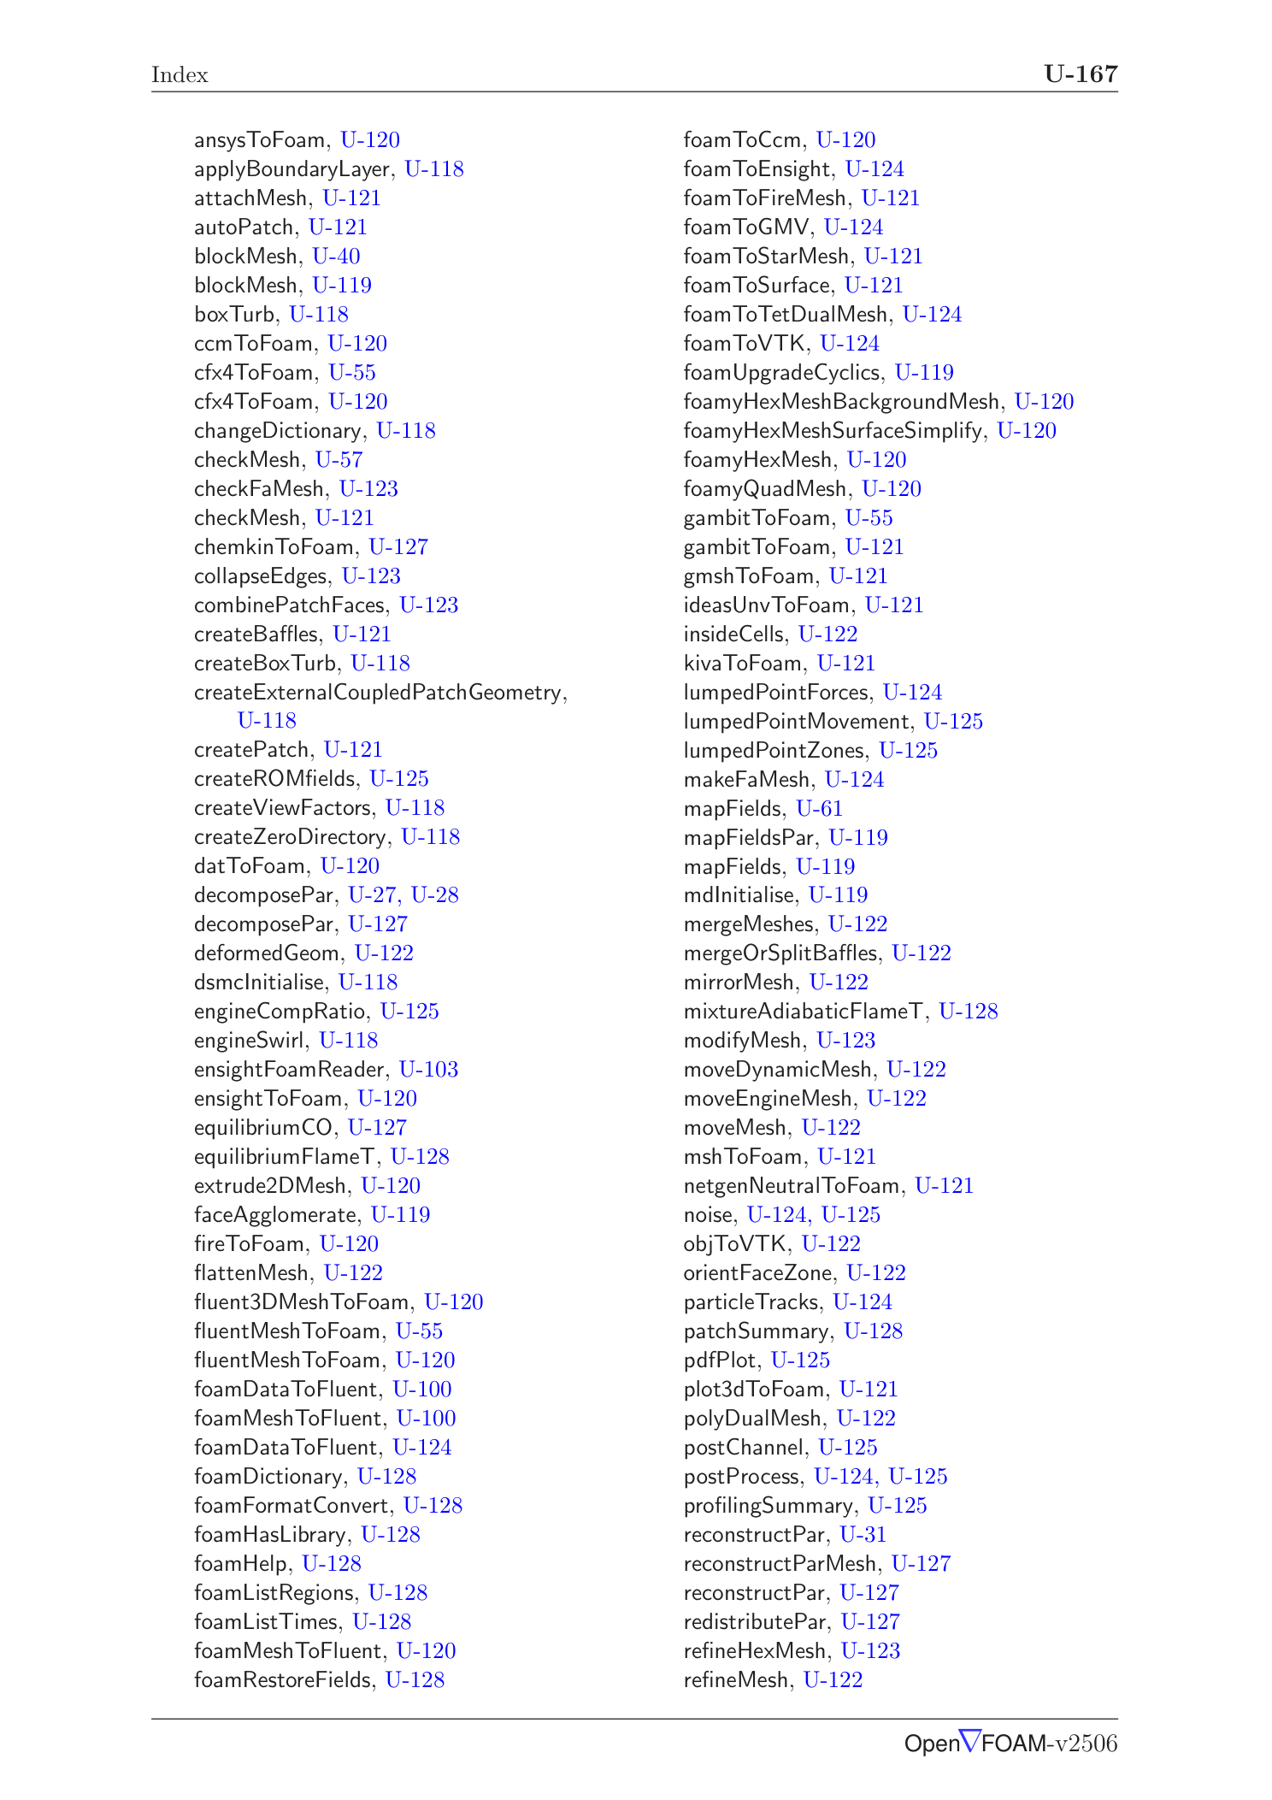 Index U-167
ansysToFoam, U-120
applyBoundaryLayer, U-118
attachMesh, U-121
autoPatch, U-121
blockMesh, U-40
blockMesh, U-119
boxTurb, U-118
ccmToFoam, U-120
cfx4ToFoam, U-55
cfx4ToFoam, U-120
changeDictionary, U-118
checkMesh, U-57
checkFaMesh, U-123
checkMesh, U-121
chemkinToFoam, U-127
collapseEdges, U-123
combinePatchFaces, U-123
createBaffles, U-121
createBoxTurb, U-118
createExternalCoupledPatchGeometry,
U-118
createPatch, U-121
createROMfields, U-125
createViewFactors, U-118
createZeroDirectory, U-118
datToFoam, U-120
decomposePar, U-27, U-28
decomposePar, U-127
deformedGeom, U-122
dsmcInitialise, U-118
engineCompRatio, U-125
engineSwirl, U-118
ensightFoamReader, U-103
ensightToFoam, U-120
equilibriumCO, U-127
equilibriumFlameT, U-128
extrude2DMesh, U-120
faceAgglomerate, U-119
fireToFoam, U-120
flattenMesh, U-122
fluent3DMeshToFoam, U-120
fluentMeshToFoam, U-55
fluentMeshToFoam, U-120
foamDataToFluent, U-100
foamMeshToFluent, U-100
foamDataToFluent, U-124
foamDictionary, U-128
foamFormatConvert, U-128
foamHasLibrary, U-128
foamHelp, U-128
foamListRegions, U-128
foamListTimes, U-128
foamMeshToFluent, U-120
foamRestoreFields, U-128
foamToCcm, U-120
foamToEnsight, U-124
foamToFireMesh, U-121
foamToGMV, U-124
foamToStarMesh, U-121
foamToSurface, U-121
foamToTetDualMesh, U-124
foamToVTK, U-124
foamUpgradeCyclics, U-119
foamyHexMeshBackgroundMesh, U-120
foamyHexMeshSurfaceSimplify, U-120
foamyHexMesh, U-120
foamyQuadMesh, U-120
gambitToFoam, U-55
gambitToFoam, U-121
gmshToFoam, U-121
ideasUnvToFoam, U-121
insideCells, U-122
kivaToFoam, U-121
lumpedPointForces, U-124
lumpedPointMovement, U-125
lumpedPointZones, U-125
makeFaMesh, U-124
mapFields, U-61
mapFieldsPar, U-119
mapFields, U-119
mdInitialise, U-119
mergeMeshes, U-122
mergeOrSplitBaffles, U-122
mirrorMesh, U-122
mixtureAdiabaticFlameT, U-128
modifyMesh, U-123
moveDynamicMesh, U-122
moveEngineMesh, U-122
moveMesh, U-122
mshToFoam, U-121
netgenNeutralToFoam, U-121
noise, U-124, U-125
objToVTK, U-122
orientFaceZone, U-122
particleTracks, U-124
patchSummary, U-128
pdfPlot, U-125
plot3dToFoam, U-121
polyDualMesh, U-122
postChannel, U-125
postProcess, U-124, U-125
profilingSummary, U-125
reconstructPar, U-31
reconstructParMesh, U-127
reconstructPar, U-127
redistributePar, U-127
refineHexMesh, U-123
refineMesh, U-122
Open▽FOAM-v2506